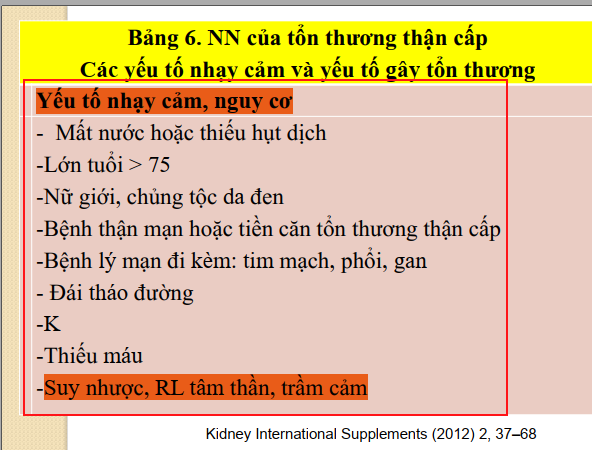 Bảng 6. NN của tổn thương thận cấp
Các yếu tố nhạy cảm và yếu tố gây tổn thương
Yếu tố nhạy cảm, nguy cơ
- Mất nước hoặc thiếu hụt dịch
-Lớn tuổi > 75
-Nữ giới, chủng tộc da đen
-Bệnh thận mạn hoặc tiền căn tổn thương thận cấp
-Bệnh lý mạn đi kèm: tim mạch, phổi, gan
- Đái tháo đường
-K
-Thiếu máu
-Suy nhược, RL tâm thần, trầm cảm
Kidney International Supplements (2012) 2, 37–68